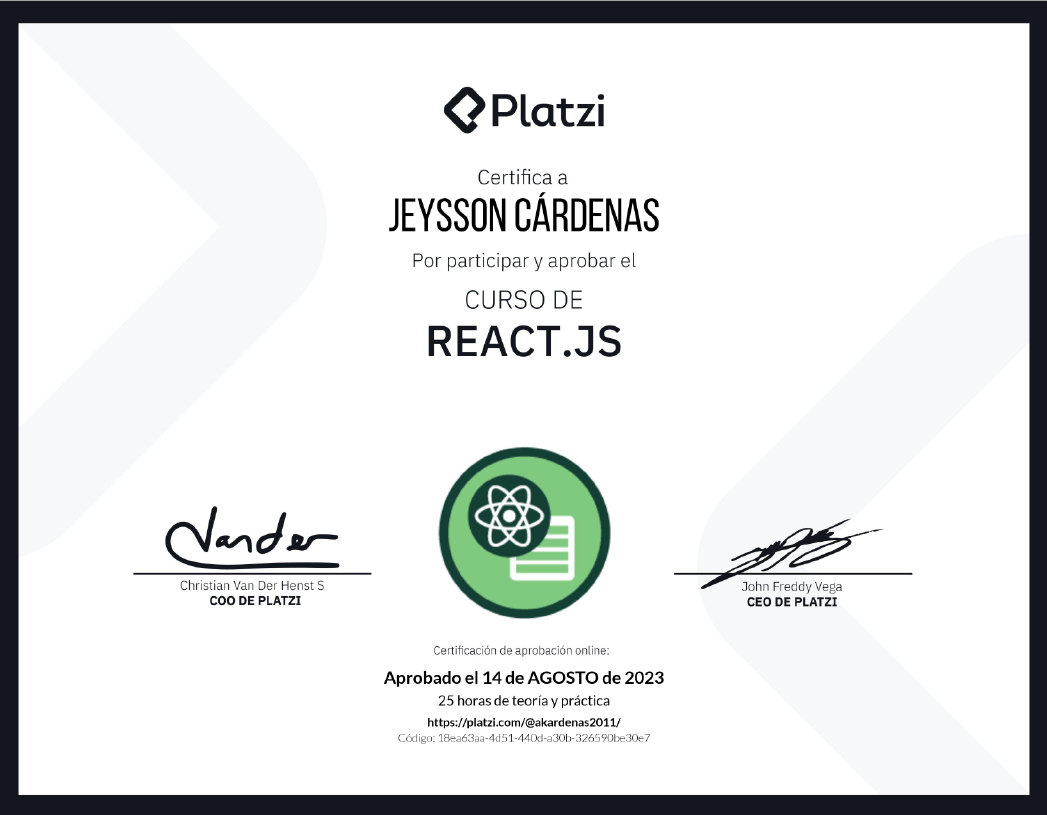 Platzi
Certifica a
JEYSSON CÁRDENAS
Por participar y aprobar el
CURSO DE
REACT.JS
Vander
Christian Van Der Henst S
COO DE PLATZI
John Freddy Vega
CEO DE PLATZI
Certificación de aprobación online:
Aprobado el 14 de AGOSTO de 2023
25 horas de teoría y práctica
https://platzi.com/@akardenas2011/
Código: 18ea63aa-4d51-440d-a30b-326590be30e7